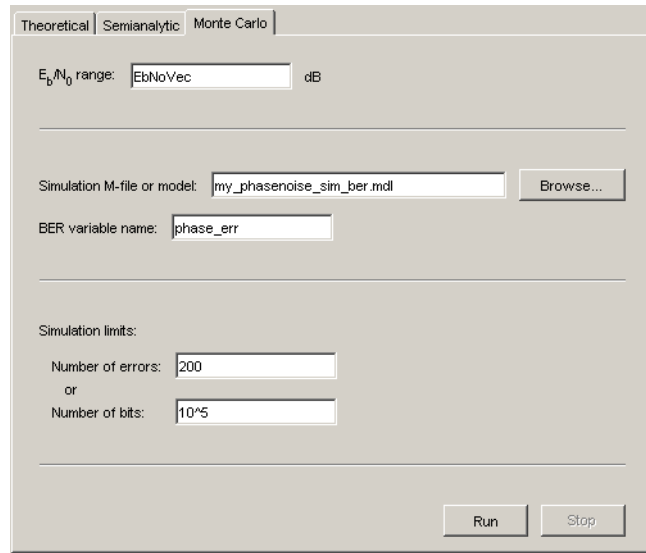 Theoretical Semianalytic Monte Carlo
Eb/N0 range: EbNoVec dB
Simulation M-file or model: my_phasenoise_sim_ber.mdl Browse...
BER variable name: phase_err
Simulation limits:
Number of errors: 200
or
Number of bits: 10^5
Run Stop